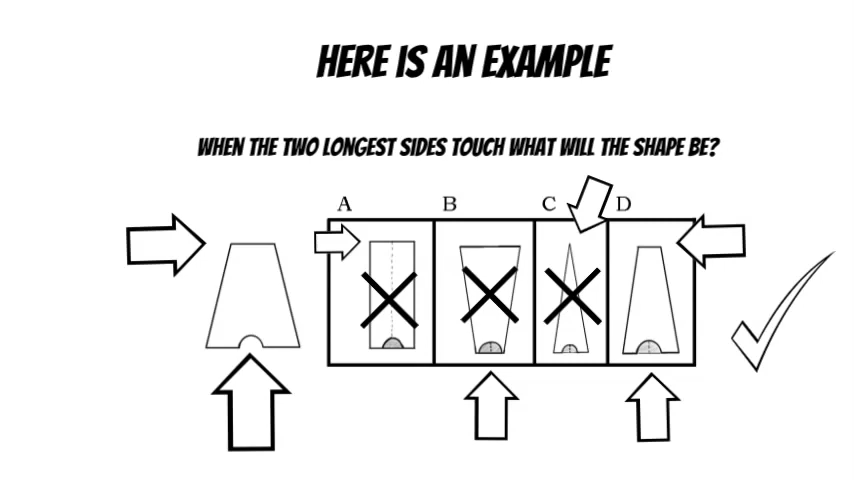 HERE IS AN EXAMPLE
WHEN THE TWO LONGEST SIDES TOUCH WHAT WILL THE SHAPE BE?
A B C D